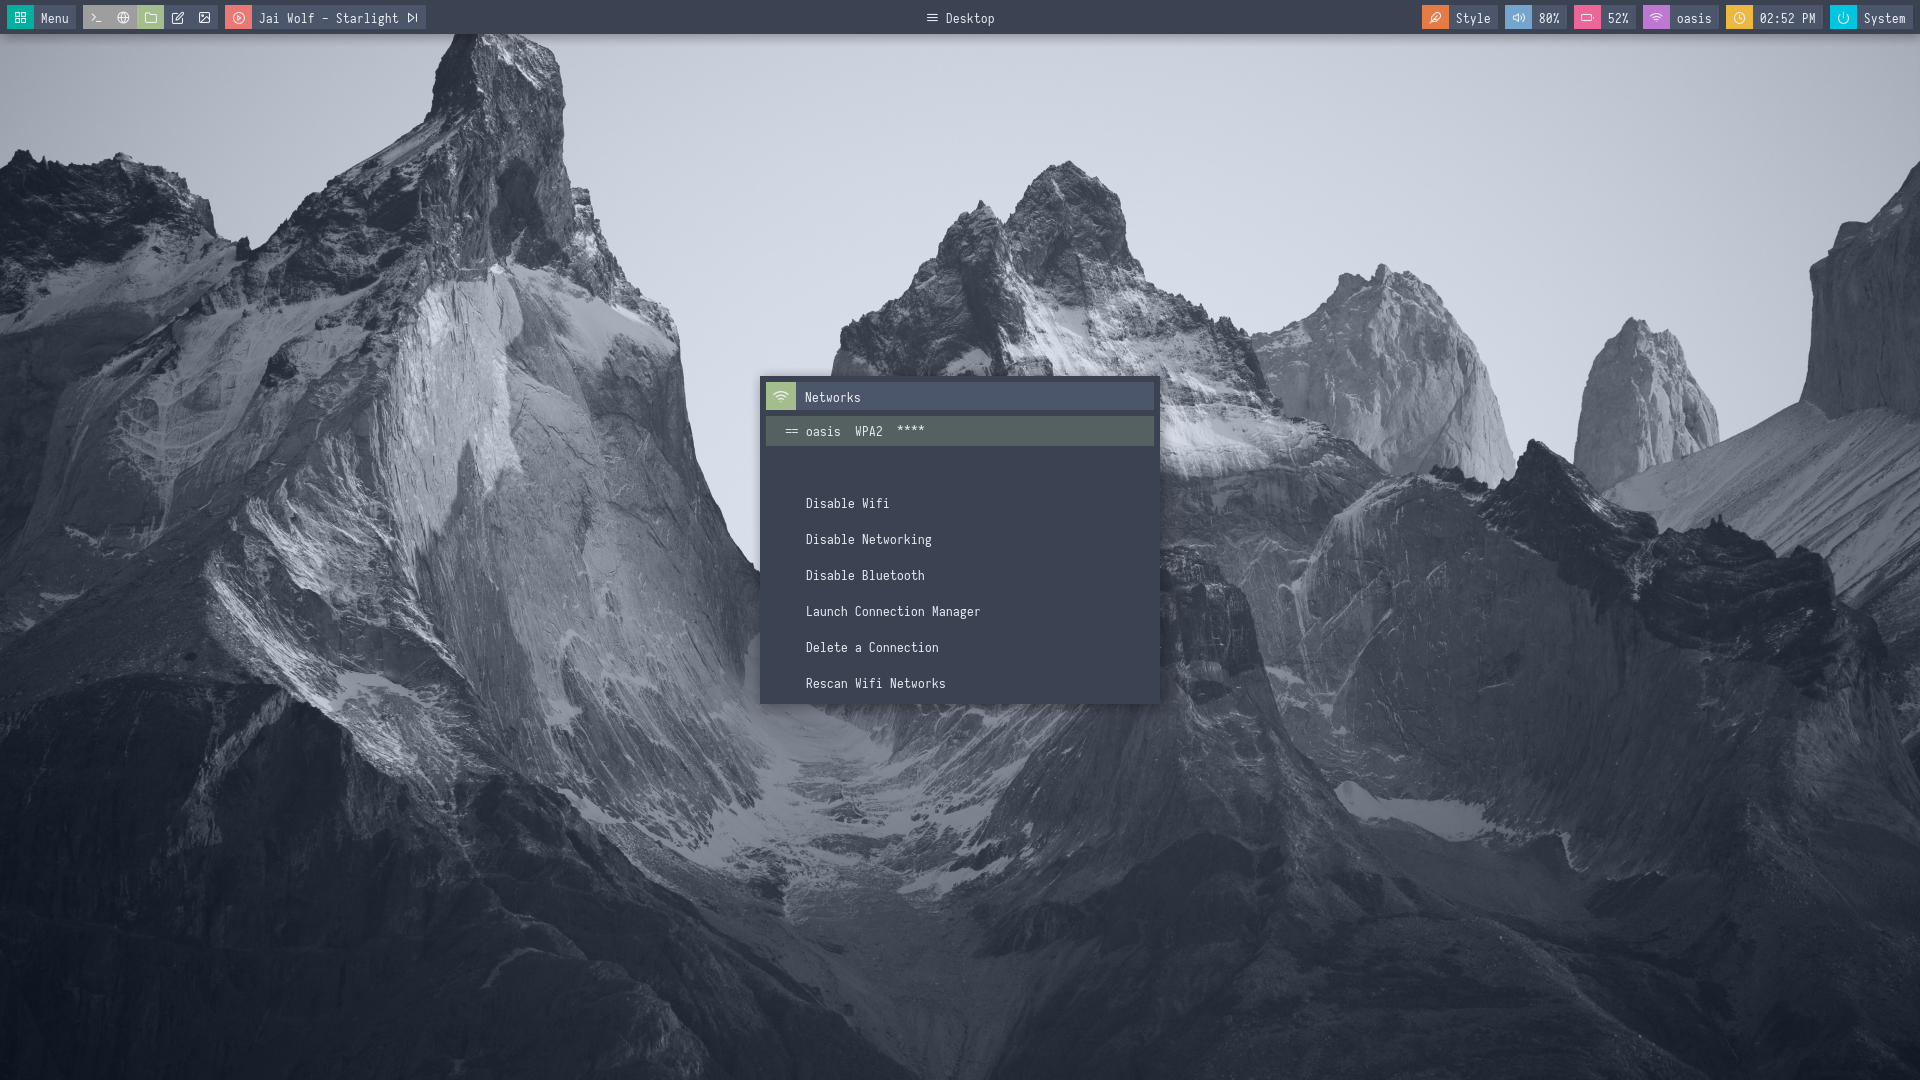 Menu
Jai Wolf - Starlight
Desktop
Style
80%
52%
oasis
02:52 PM
System
Networks
== oasis  WPA2  ****
Disable Wifi
Disable Networking
Disable Bluetooth
Launch Connection Manager
Delete a Connection
Rescan Wifi Networks